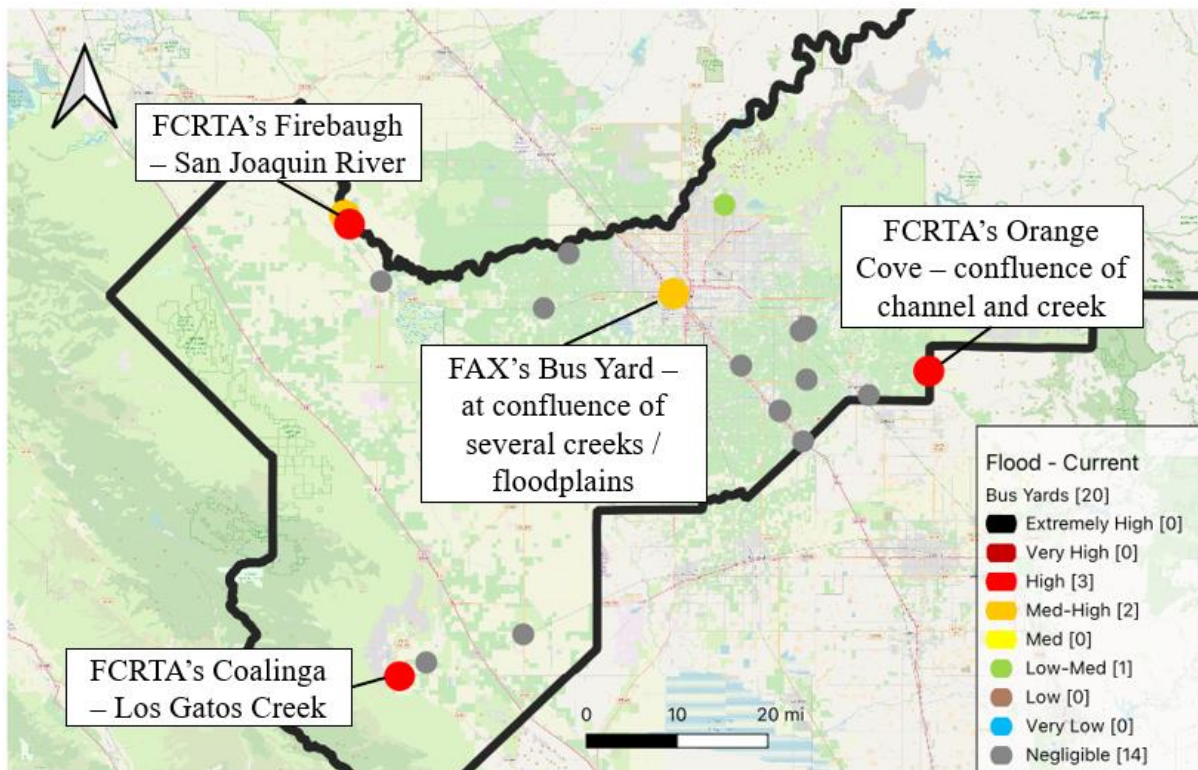 FCRTA's Firebaugh
– San Joaquin River
FCRTA's Orange
Cove – confluence of
channel and creek
FAX's Bus Yard –
at confluence of
several creeks /
floodplains
FCRTA's Coalinga
– Los Gatos Creek
0 10 20 mi
Flood - Current
Bus Yards [20]
Extremely High [0]
Very High [0]
High [3]
Med-High [2]
Med [0]
Low-Med [1]
Low [0]
Very Low [0]
Negligible [14]